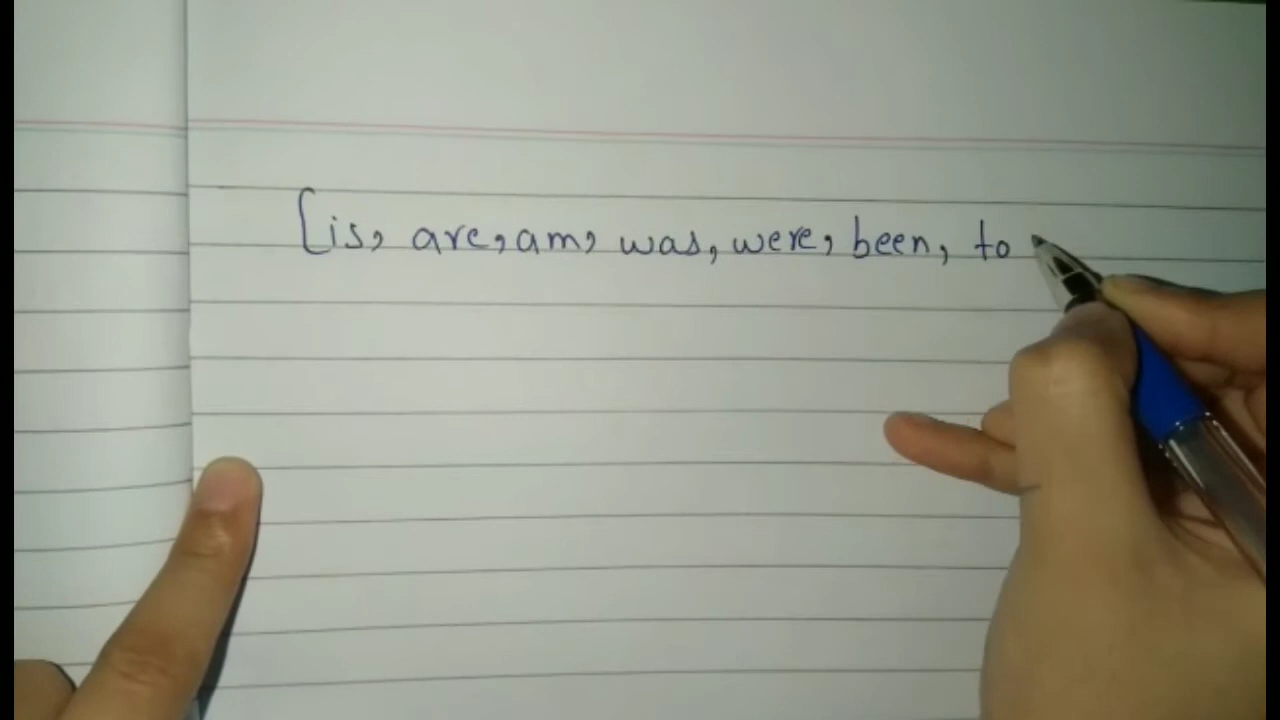 [is, are, am, was, were, been, to